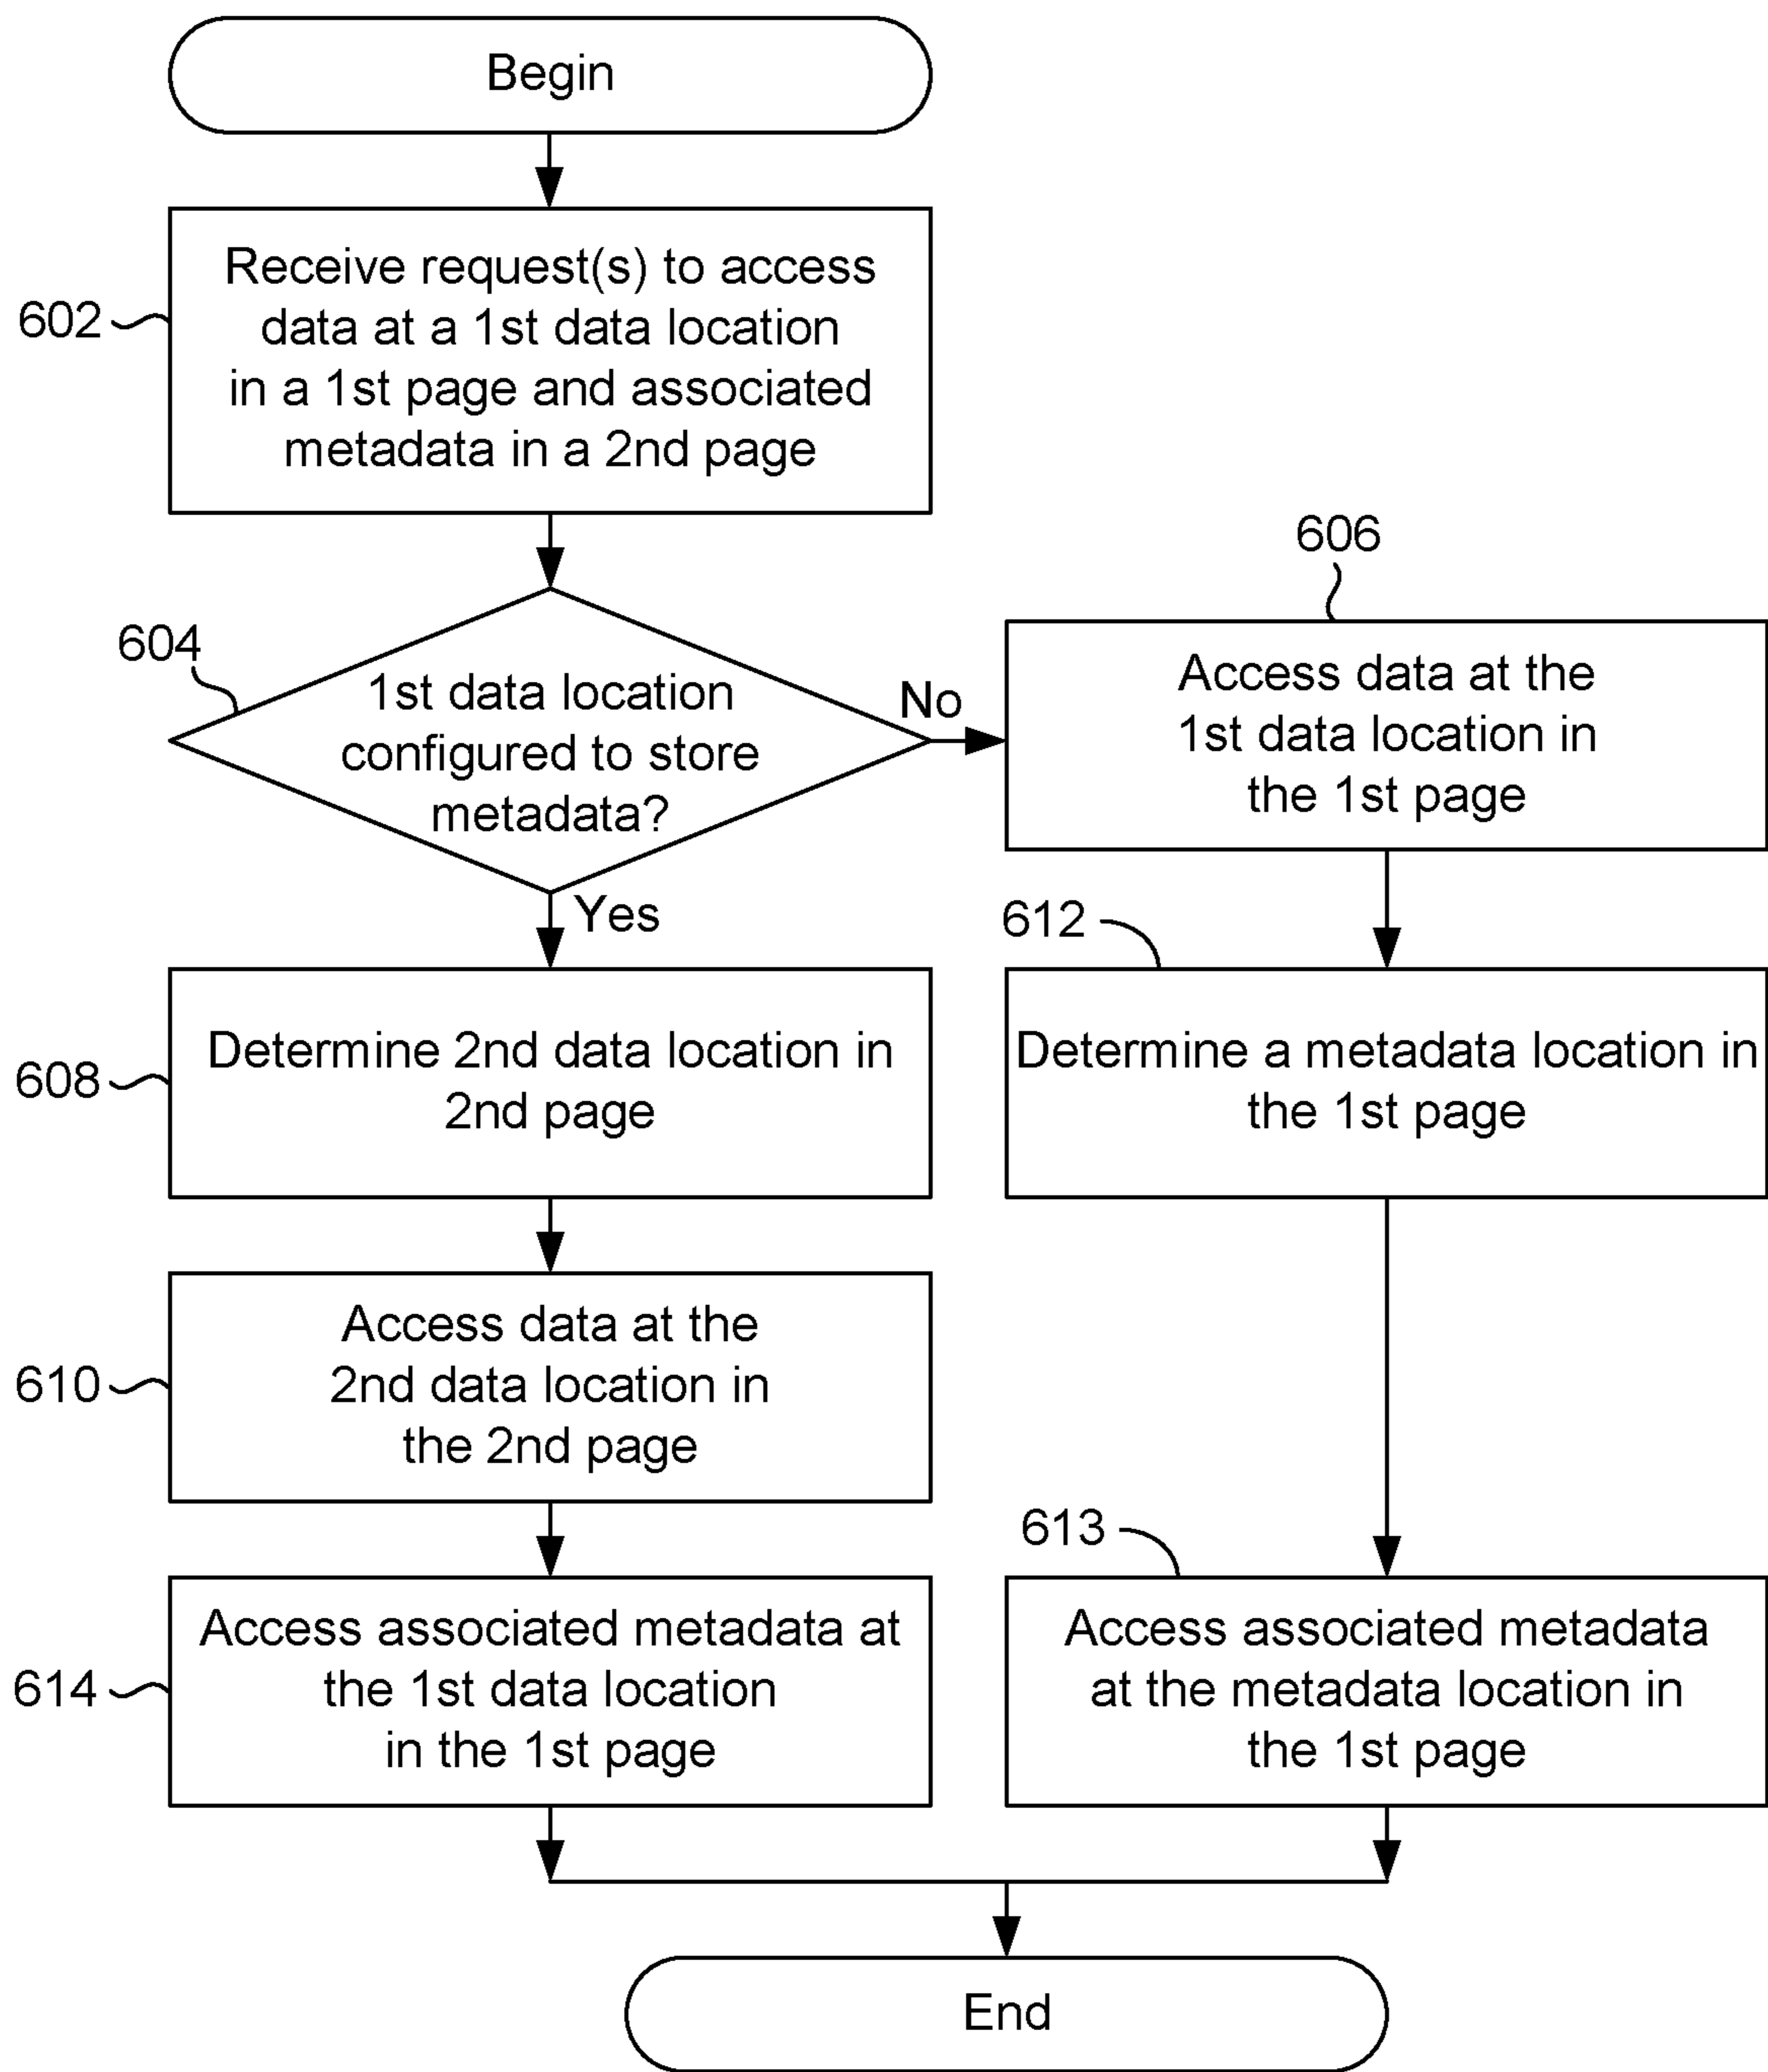 Begin
602
Receive request(s) to access
data at a 1st data location
in a 1st page and associated
metadata in a 2nd page
604
1st data location
configured to store
metadata?
No
Yes
606
Access data at the
1st data location in
the 1st page
608
Determine 2nd data location in
2nd page
612
Determine a metadata location in
the 1st page
610
Access data at the
2nd data location in
the 2nd page
614
Access associated metadata at
the 1st data location
in the 1st page
613
Access associated metadata
at the metadata location in
the 1st page
End